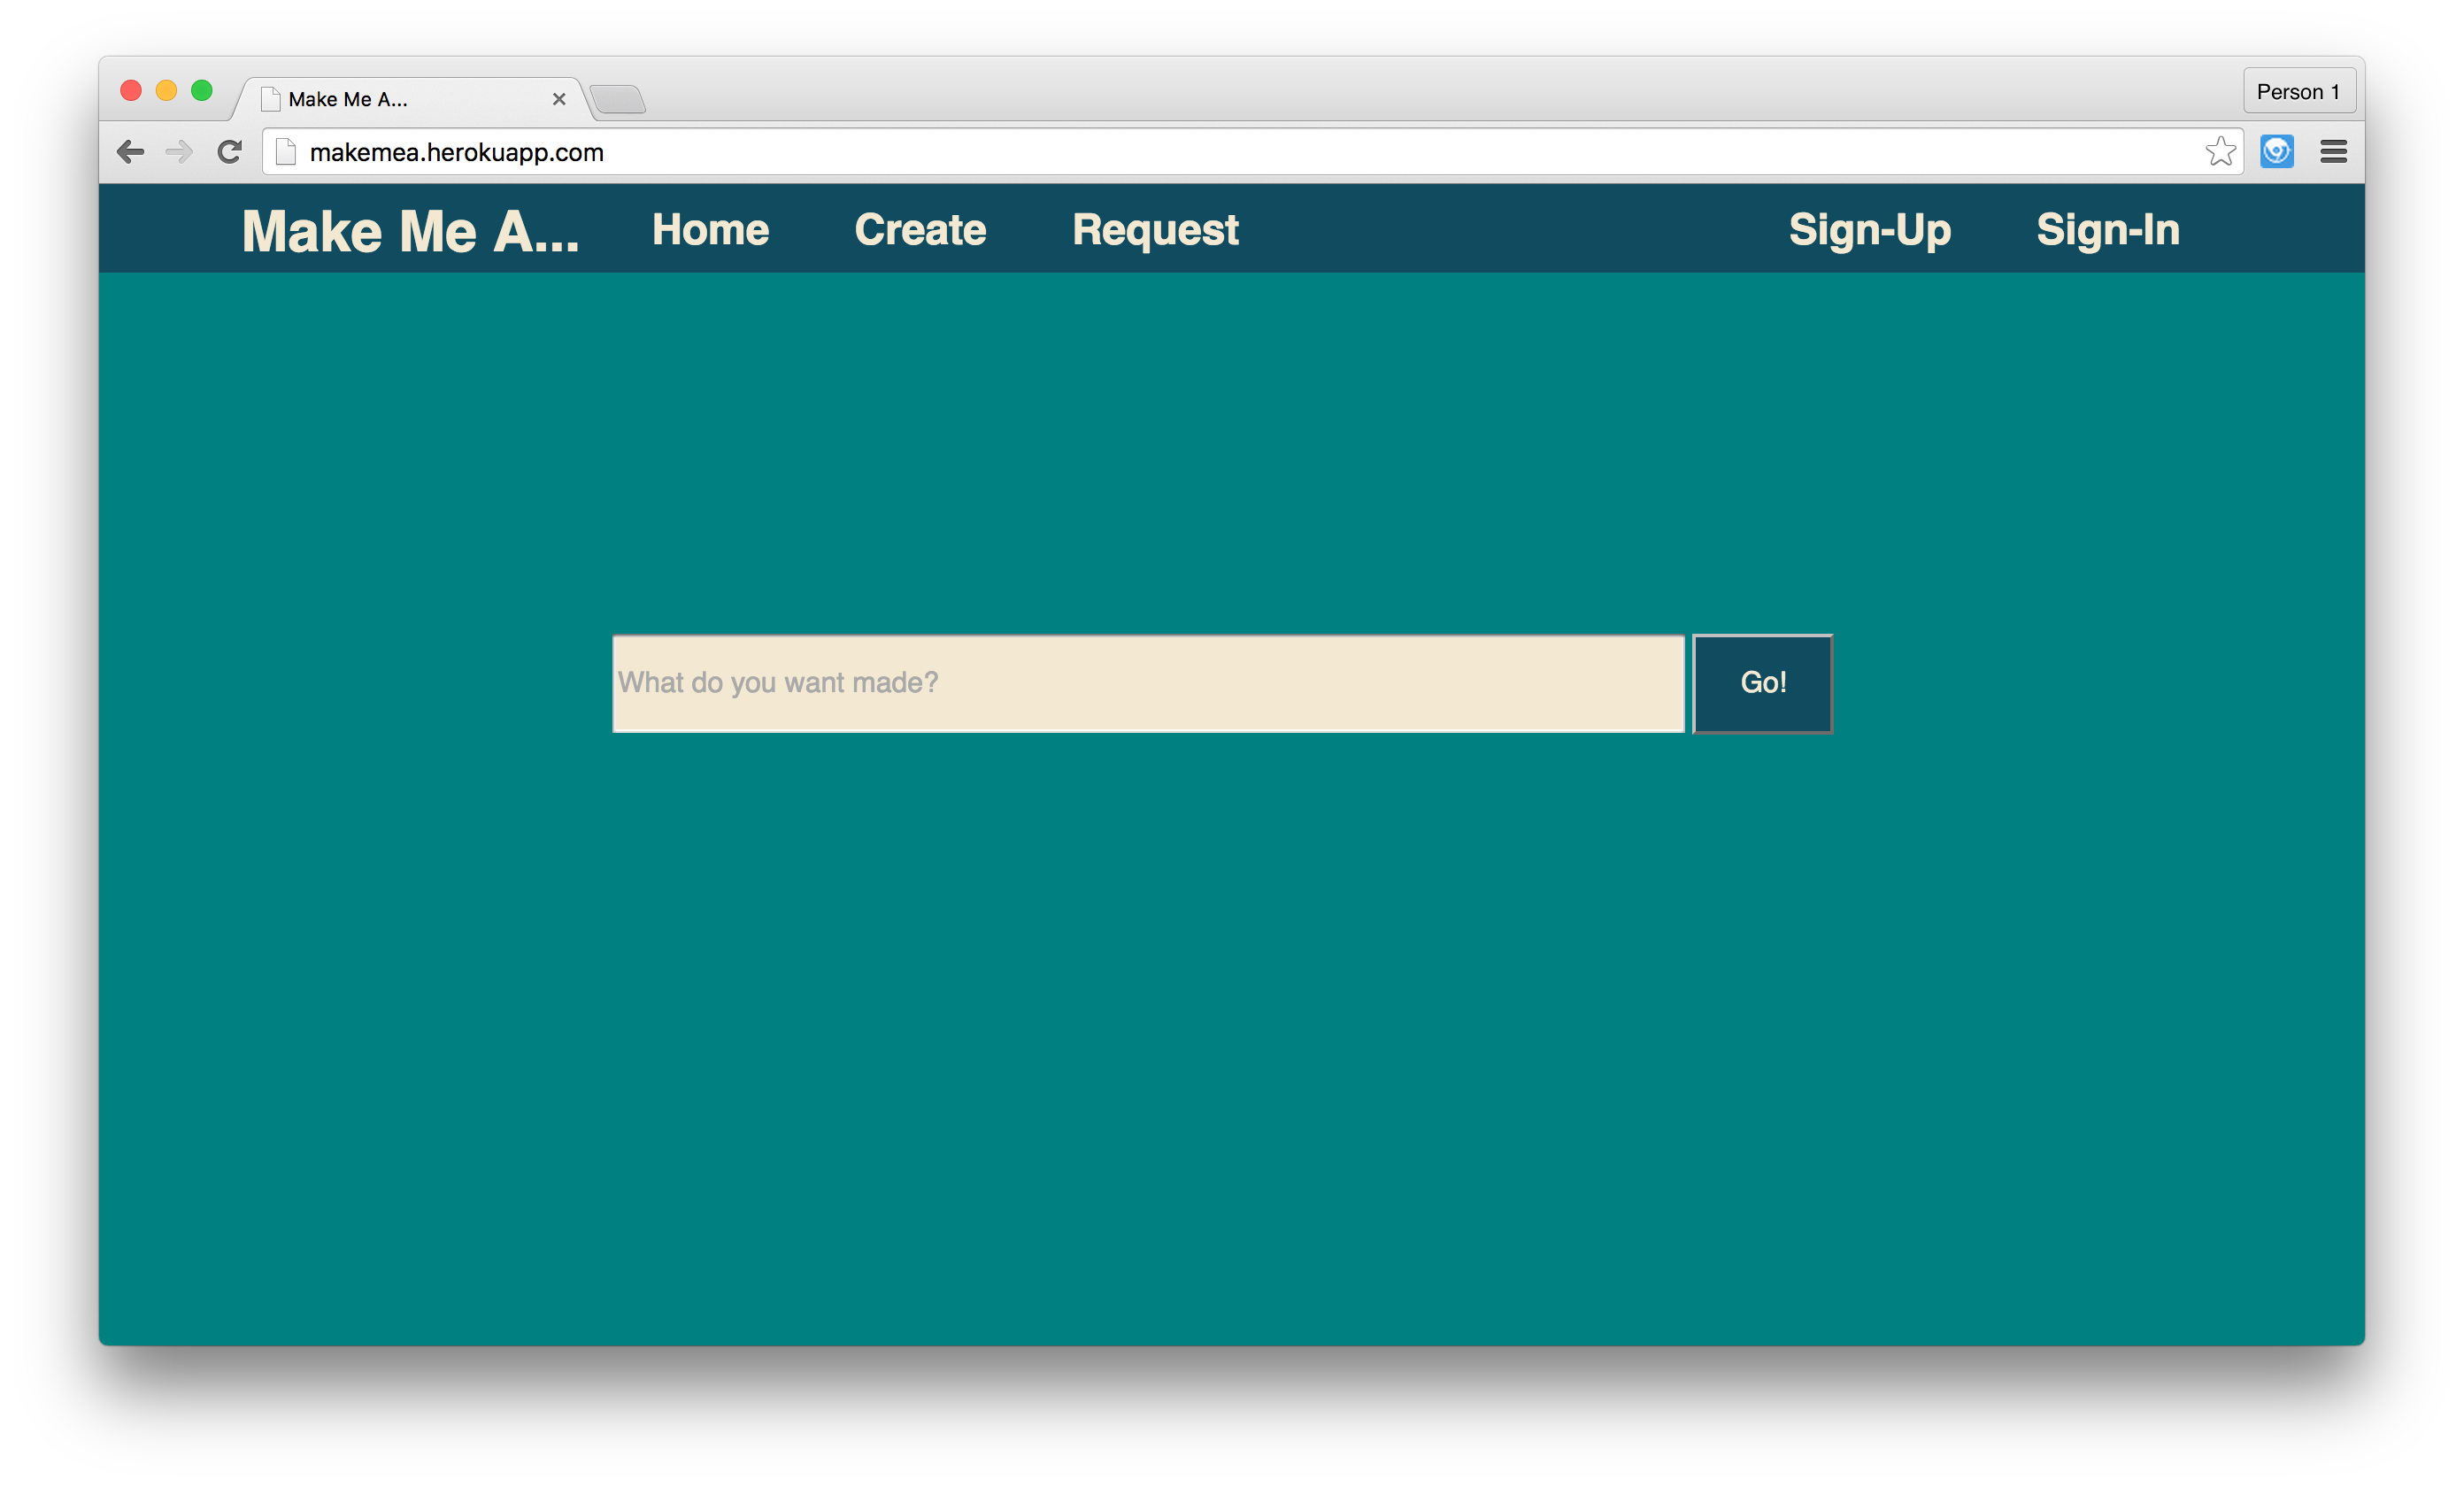 Make Me A...
Person 1
makemea.herokuapp.com
Make Me A... Home Create Request Sign-Up Sign-In
What do you want made? Go!